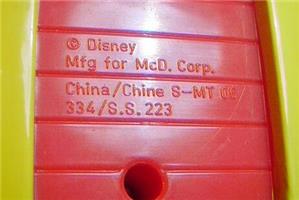 © Disney
Mfg for McD. Corp.
China/Chine S-MT
334/S.S. 223